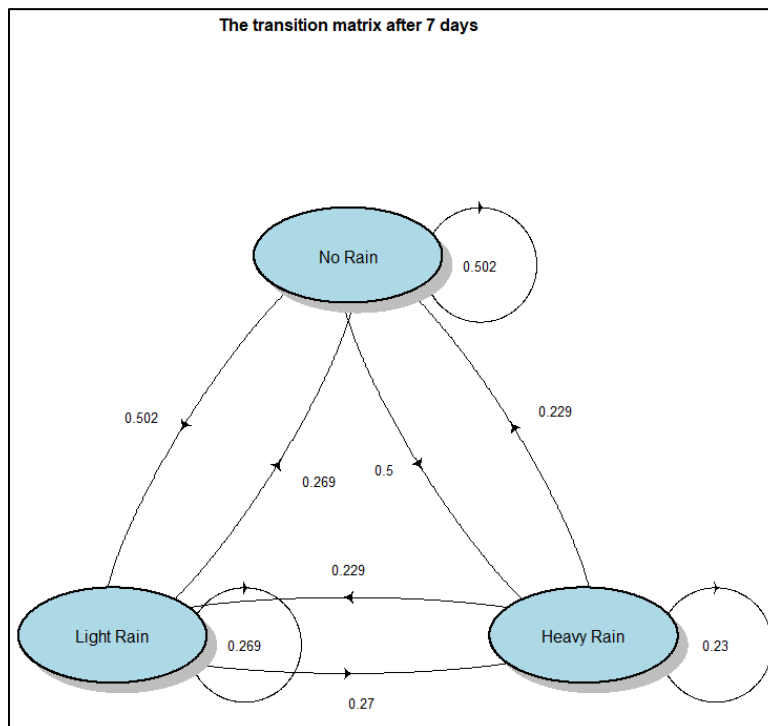 The transition matrix after 7 days
No Rain
0.502
0.502
0.229
0.269
0.5
0.229
Light Rain
0.269
Heavy Rain
0.23
0.27